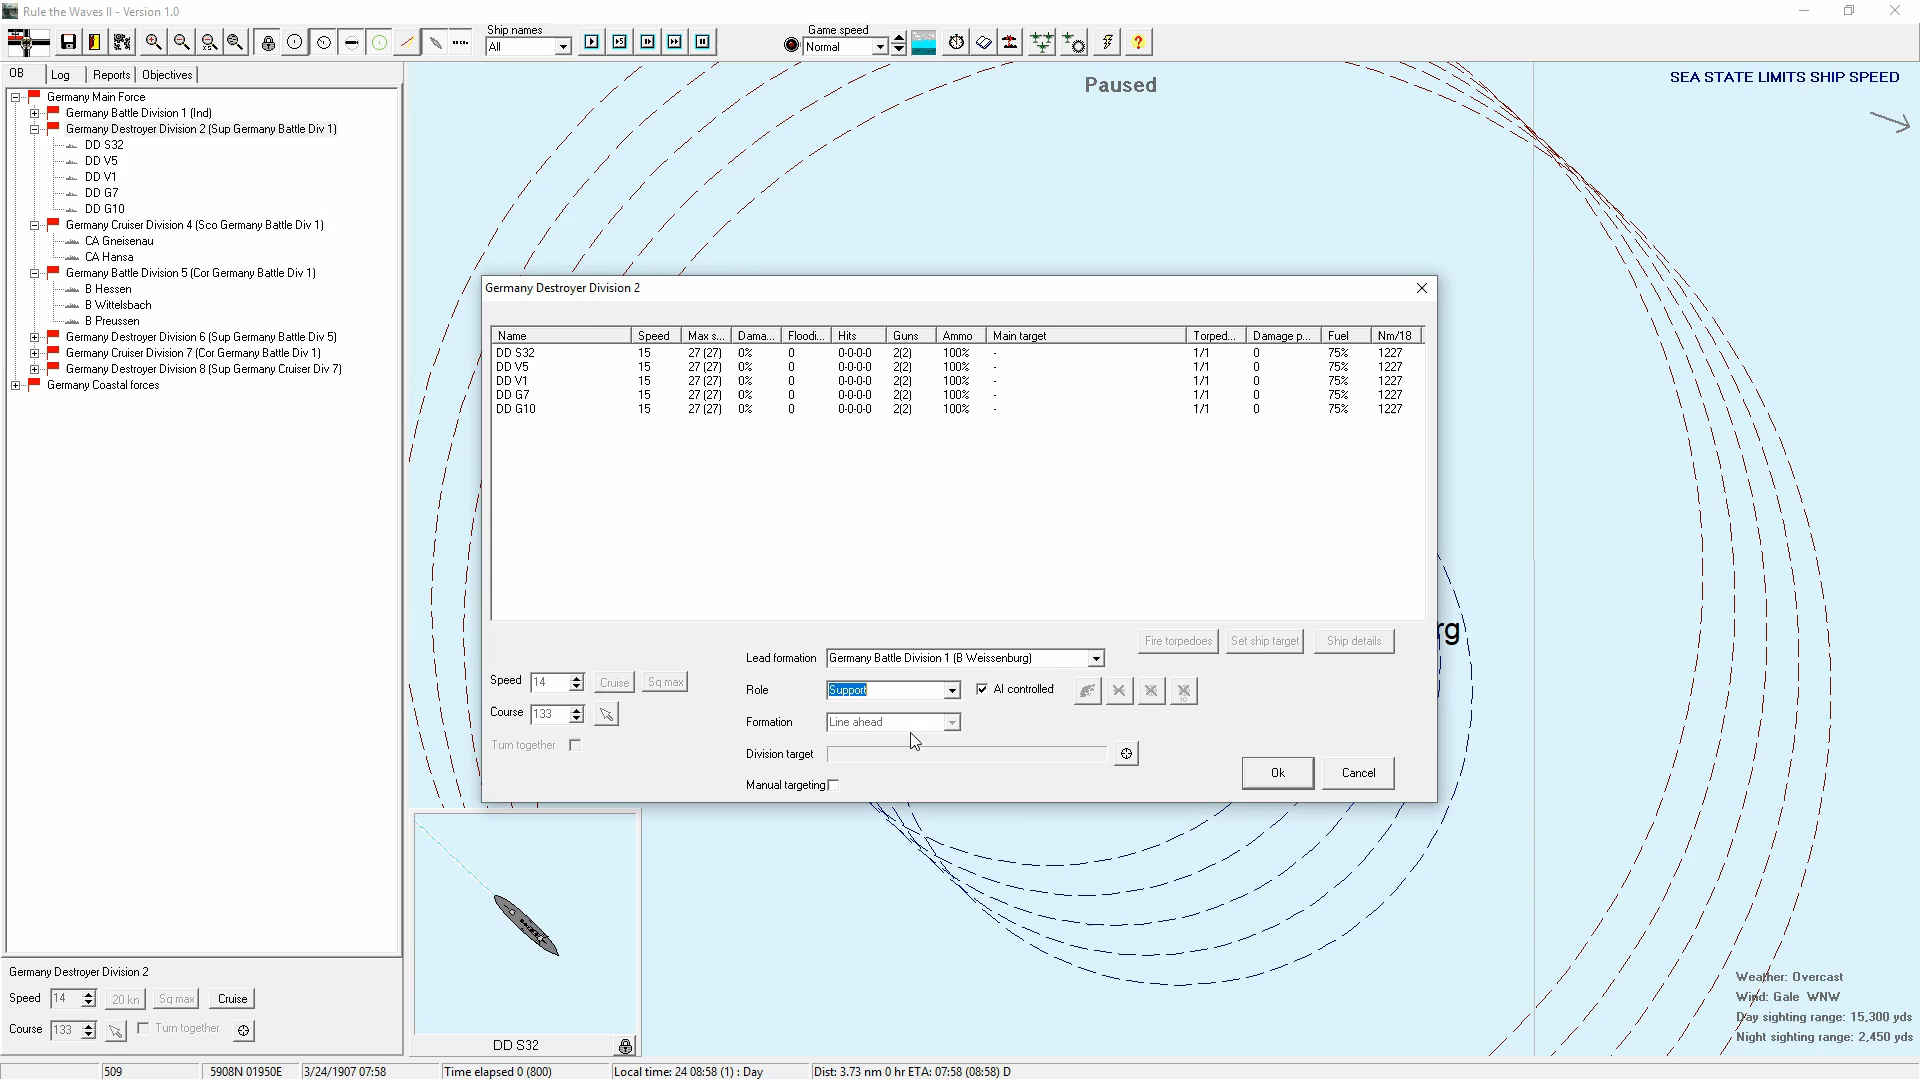 Rule the Waves II - Version 1.0
Ship names
All
Game speed
Normal
OB
Log
Reports
Objectives
Germany Main Force
Germany Battle Division 1 (Ind)
Germany Destroyer Division 2 (Sup Germany Battle Div 1)
DD S32
DD V5
DD V1
DD G7
DD G10
Germany Cruiser Division 4 (Sco Germany Battle Div 1)
CA Gneisenau
CA Hansa
Germany Battle Division 5 (Cor Germany Battle Div 1)
B Hessen
B Wittelsbach
B Preussen
Germany Destroyer Division 6 (Sup Germany Battle Div 5)
Germany Cruiser Division 7 (Cor Germany Battle Div 1)
Germany Destroyer Division 8 (Sup Germany Cruiser Div 7)
Germany Coastal forces
Paused
SEA STATE LIMITS SHIP SPEED
Germany Destroyer Division 2
Name Speed Max s... Dama... Floodi... Hits Guns Ammo Main target Torped... Damage p... Fuel Nm/18
DD S32 15 27 (27) 0% 0 0-0-0-0 2(2) 100% - 1/1 0 75% 1227
DD V5 15 27 (27) 0% 0 0-0-0-0 2(2) 100% - 1/1 0 75% 1227
DD V1 15 27 (27) 0% 0 0-0-0-0 2(2) 100% - 1/1 0 75% 1227
DD G7 15 27 (27) 0% 0 0-0-0-0 2(2) 100% - 1/1 0 75% 1227
DD G10 15 27 (27) 0% 0 0-0-0-0 2(2) 100% - 1/1 0 75% 1227
rg
Fire torpedoes
Set ship target
Ship details
Lead formation Germany Battle Division 1 (B Weissenburg)
Speed 14 Cruise Sq max
Role Support AI controlled
Course 133
Formation Line ahead
Turn together
Division target
Manual targeting
Ok
Cancel
DD S32
Germany Destroyer Division 2
Speed 14 20 kn Sq max Cruise
Course 133 Turn together
Weather: Overcast
Wind: Gale WNW
Day sighting range: 15,300 yds
Night sighting range: 2,450 yds
509 5908N 01950E 3/24/1907 07:58 Time elapsed 0 (800) Local time: 24 08:58 (1) : Day Dist: 3.73 nm 0 hr ETA: 07:58 (08:58) D